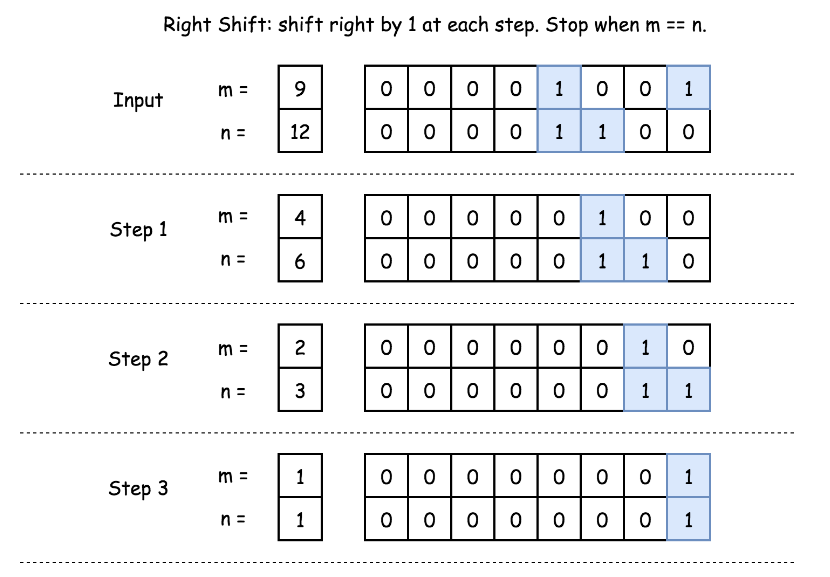 Right Shift: shift right by 1 at each step. Stop when m == n.
Input m = 9 0 0 0 0 1 0 0 1
n = 12 0 0 0 0 1 1 0 0
Step 1 m = 4 0 0 0 0 0 1 0 0
n = 6 0 0 0 0 0 1 1 0
Step 2 m = 2 0 0 0 0 0 0 1 0
n = 3 0 0 0 0 0 0 1 1
Step 3 m = 1 0 0 0 0 0 0 0 1
n = 1 0 0 0 0 0 0 0 1